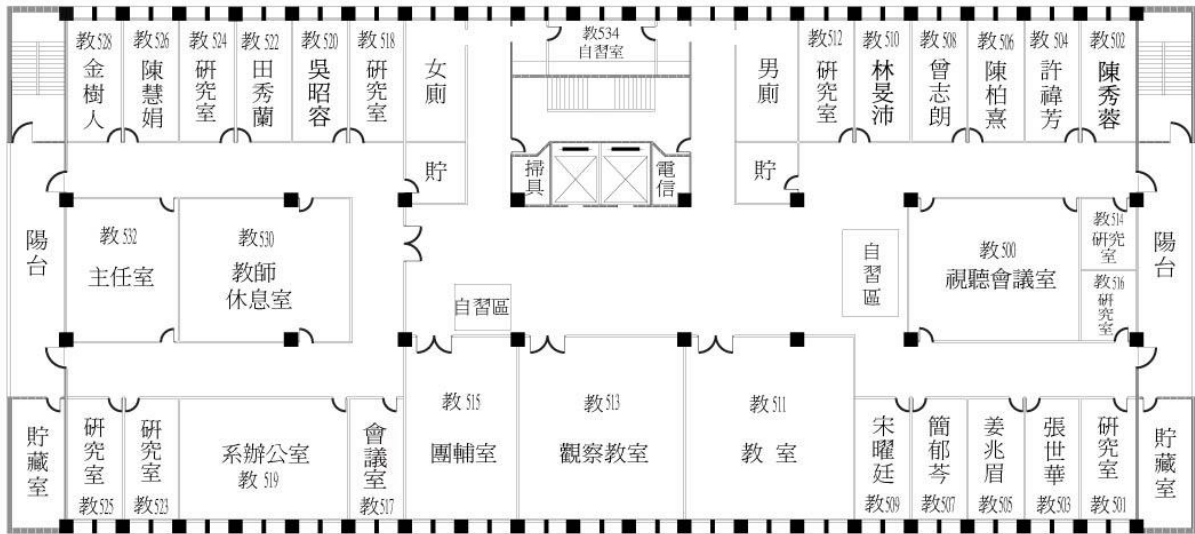 教528
金樹人
教526
陳慧娟
教524
研究室
教522
田秀蘭
教520
吳昭容
教518
研究室
女廁
教534
自習室
男廁
教512
研究室
教510
林旻沛
教508
曾志朗
教506
陳柏熹
教504
許禕芳
教502
陳秀蓉
貯
掃具
電信
貯
陽台
教532
主任室
教530
教師
休息室
自習區
自習區
教500
視聽會議室
教514
研究室
教516
研究室
陽台
貯藏室
研究室
教525
研究室
教523
系辦公室
教519
會議室
教517
教515
團輔室
教513
觀察教室
教511
教室
宋曜廷
教509
簡郁芩
教507
姜兆眉
教505
張世華
教503
研究室
教501
貯藏室